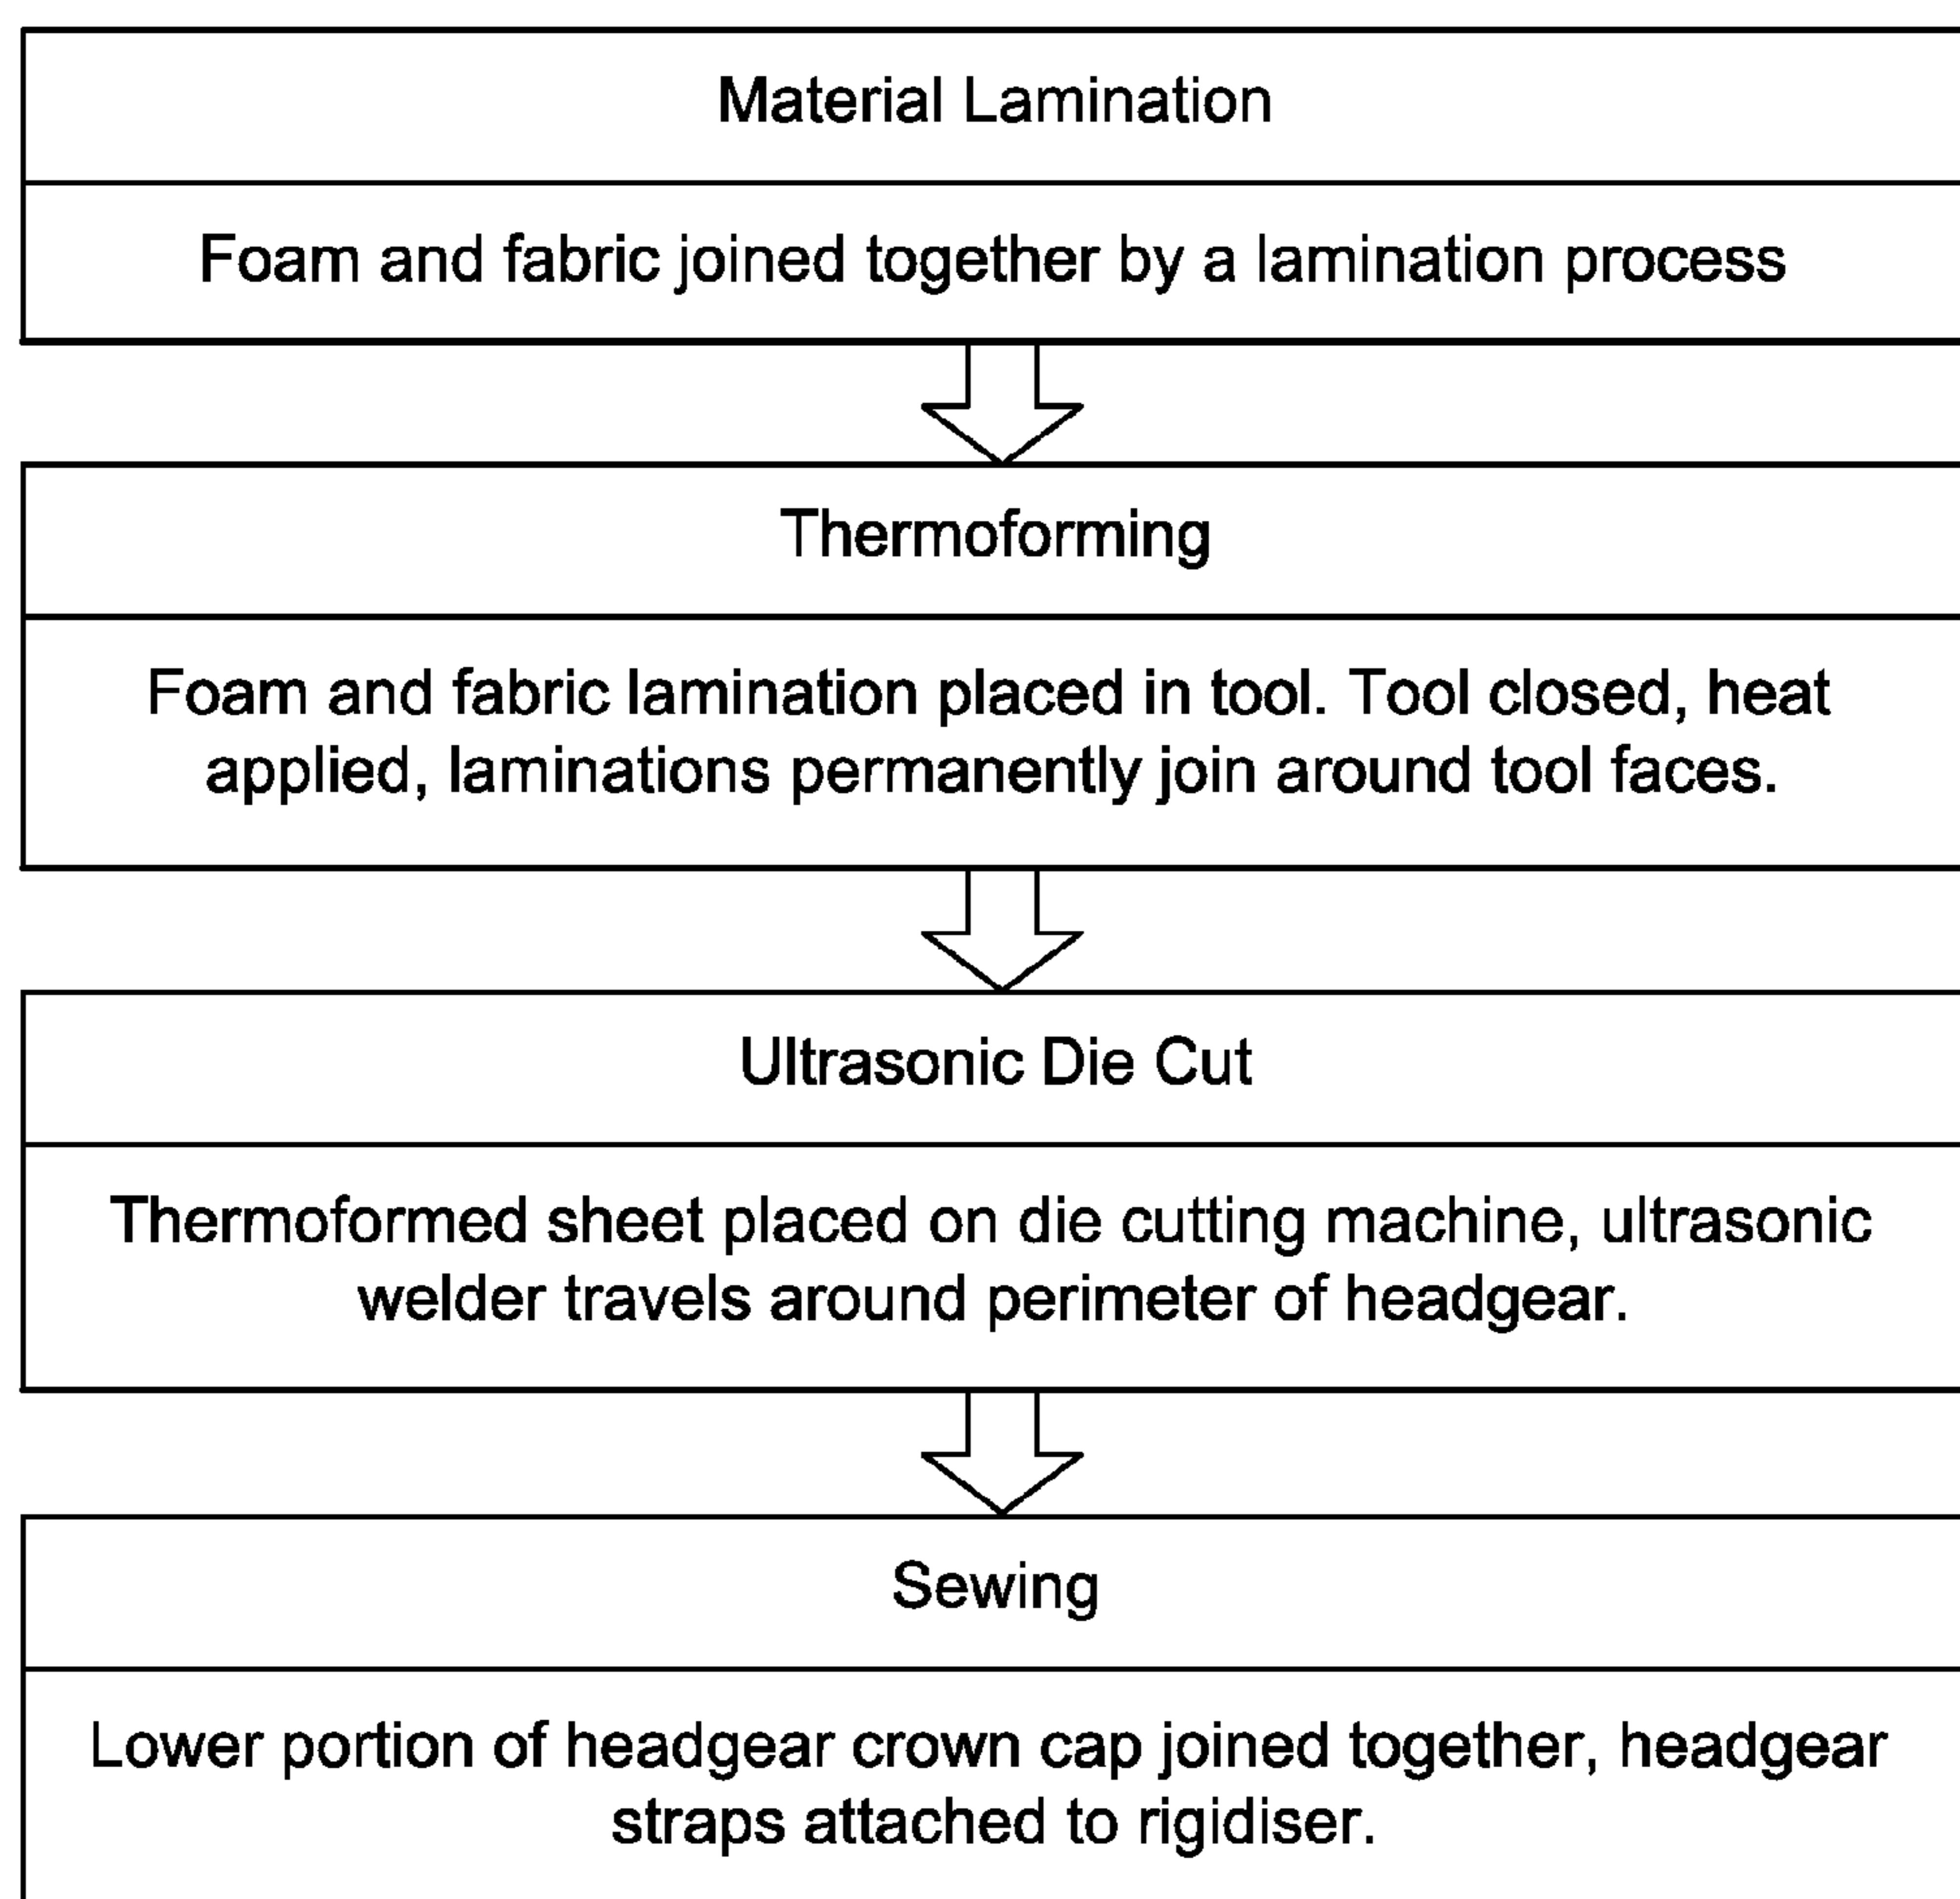 Material Lamination
Foam and fabric joined together by a lamination process
Thermoforming
Foam and fabric lamination placed in tool. Tool closed, heat
applied, laminations permanently join around tool faces.
Ultrasonic Die Cut
Thermoformed sheet placed on die cutting machine, ultrasonic
welder travels around perimeter of headgear.
Sewing
Lower portion of headgear crown cap joined together, headgear
straps attached to rigidiser.